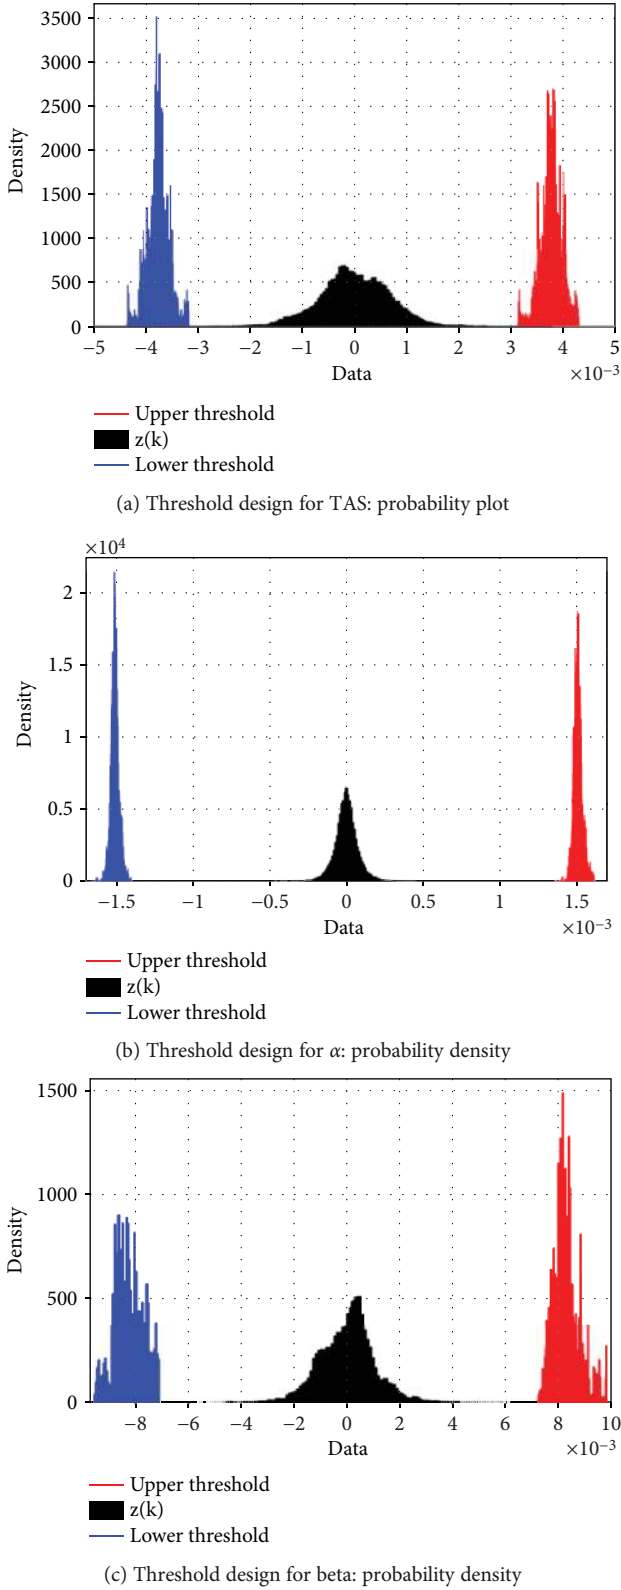 3500
3000
2500
2000
1500
1000
500
0
Density
−5 −4 −3 −2 −1 0 1 2 3 4 5
Data ×10−3
Upper threshold
z(k)
Lower threshold
(a) Threshold design for TAS: probability plot
×10⁴
2
1.5
1
0.5
0
Density
−1.5 −1 −0.5 0 0.5 1 1.5
Data ×10−3
Upper threshold
z(k)
Lower threshold
(b) Threshold design for α: probability density
1500
1000
500
0
Density
−8 −6 −4 −2 0 2 4 6 8 10
Data ×10−3
Upper threshold
z(k)
Lower threshold
(c) Threshold design for beta: probability density